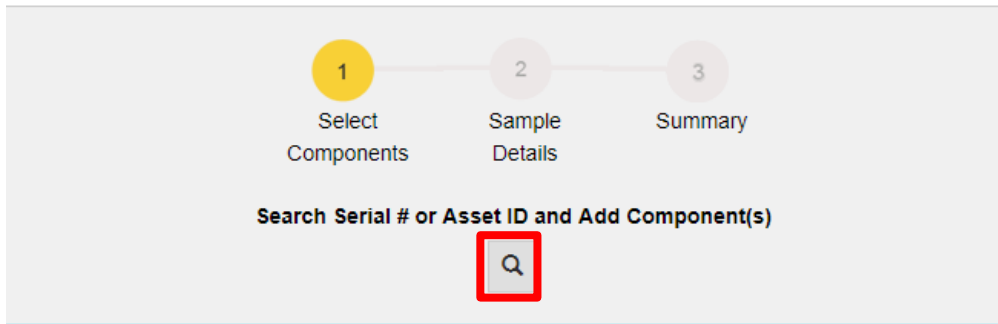 1 2 3
Select Sample Summary
Components Details
Search Serial # or Asset ID and Add Component(s)